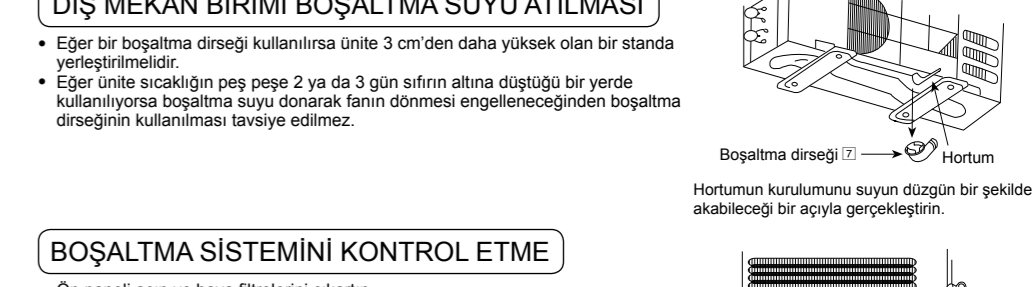 DIŞ MEKAN BİRİMİ BOŞALTMA SUYU ATILMASI
• Eğer bir boşaltma dirseği kullanılırsa ünite 3 cm'den daha yüksek olan bir standa
yerleştirilmelidir.
• Eğer ünite sıcaklığın peş peşe 2 ya da 3 gün sıfırın altına düştüğü bir yerde
kullanılıyorsa boşaltma suyu donarak fanın dönmesi engelleneceğinden boşaltma
dirseğinin kullanılması tavsiye edilmez.
Boşaltma dirseği 7
Hortum
Hortumun kurulumunu suyun düzgün bir şekilde
akabileceği bir açıyla gerçekleştirin.
BOŞALTMA SİSTEMİNİ KONTROL ETME